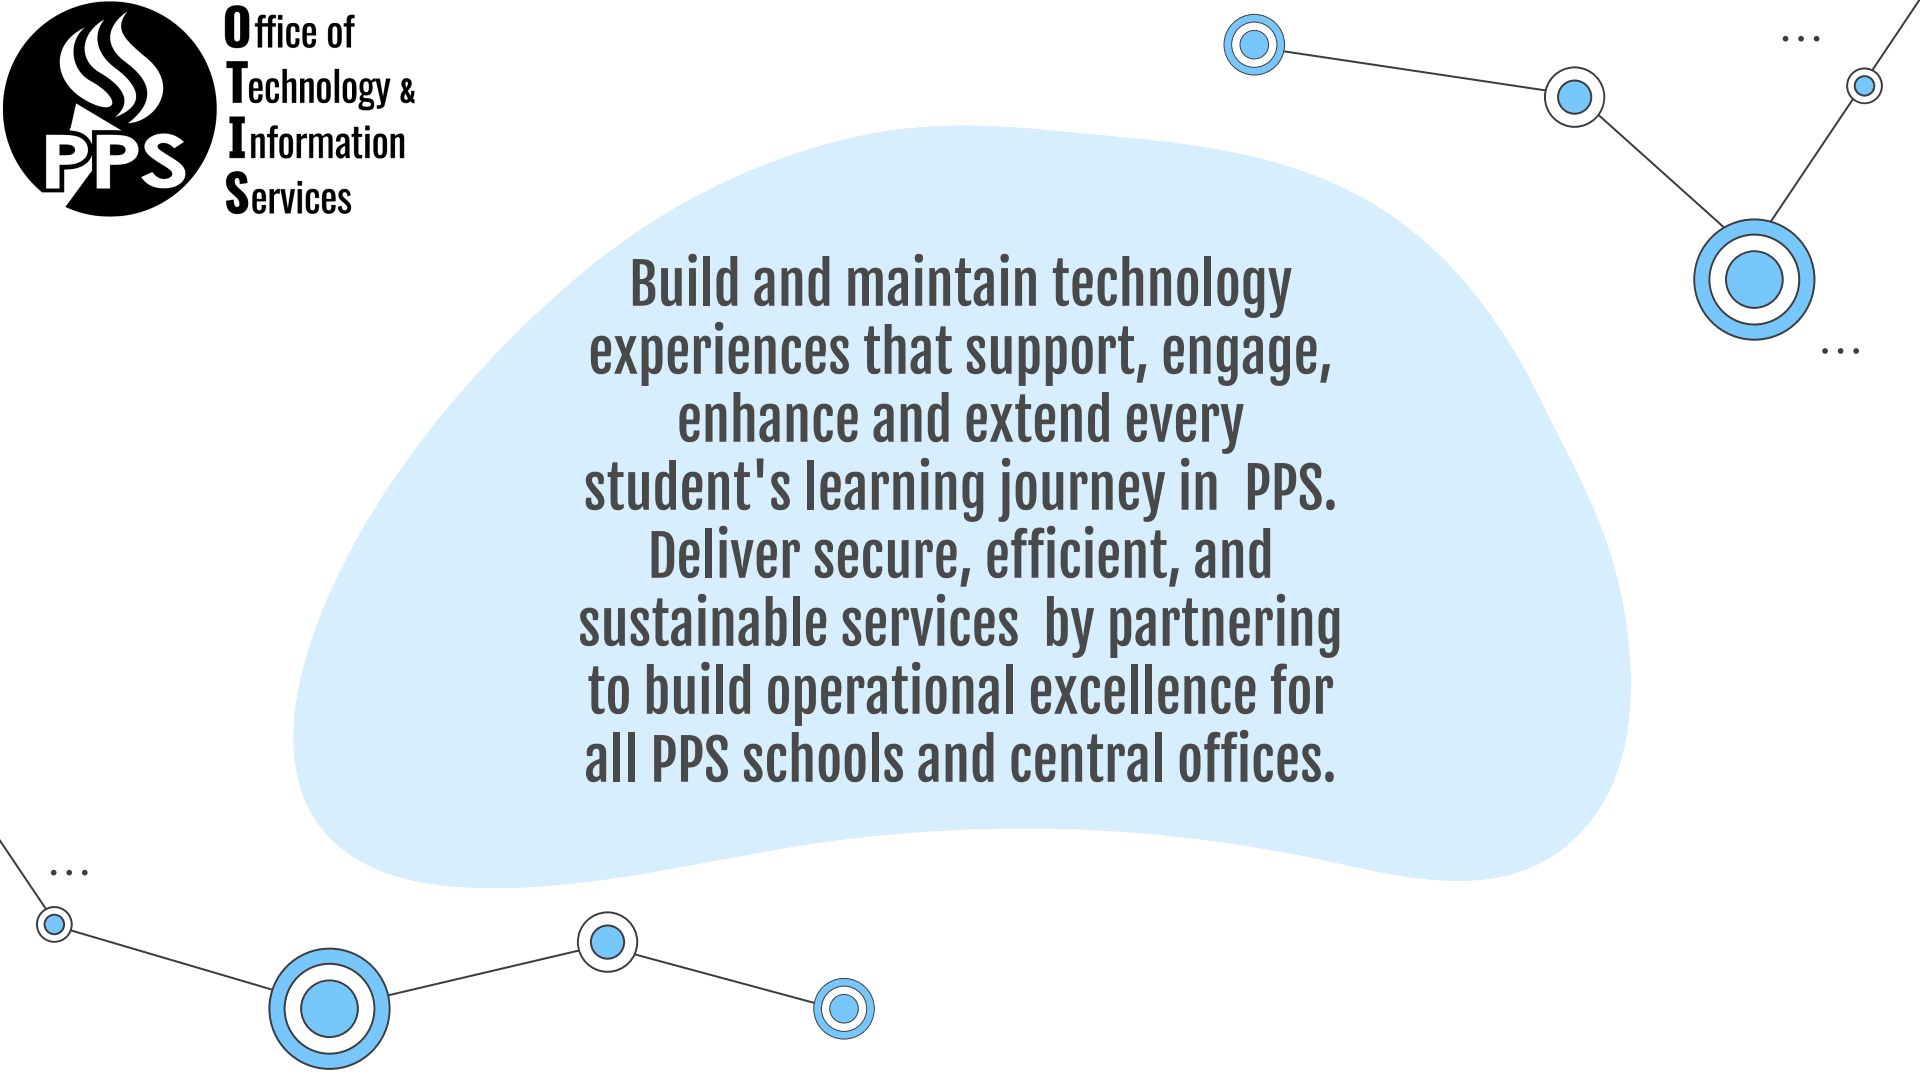 PPS
Office of
Technology &
Information
Services
Build and maintain technology
experiences that support, engage,
enhance and extend every
student's learning journey in  PPS.
Deliver secure, efficient, and
sustainable services  by partnering
to build operational excellence for
all PPS schools and central offices.